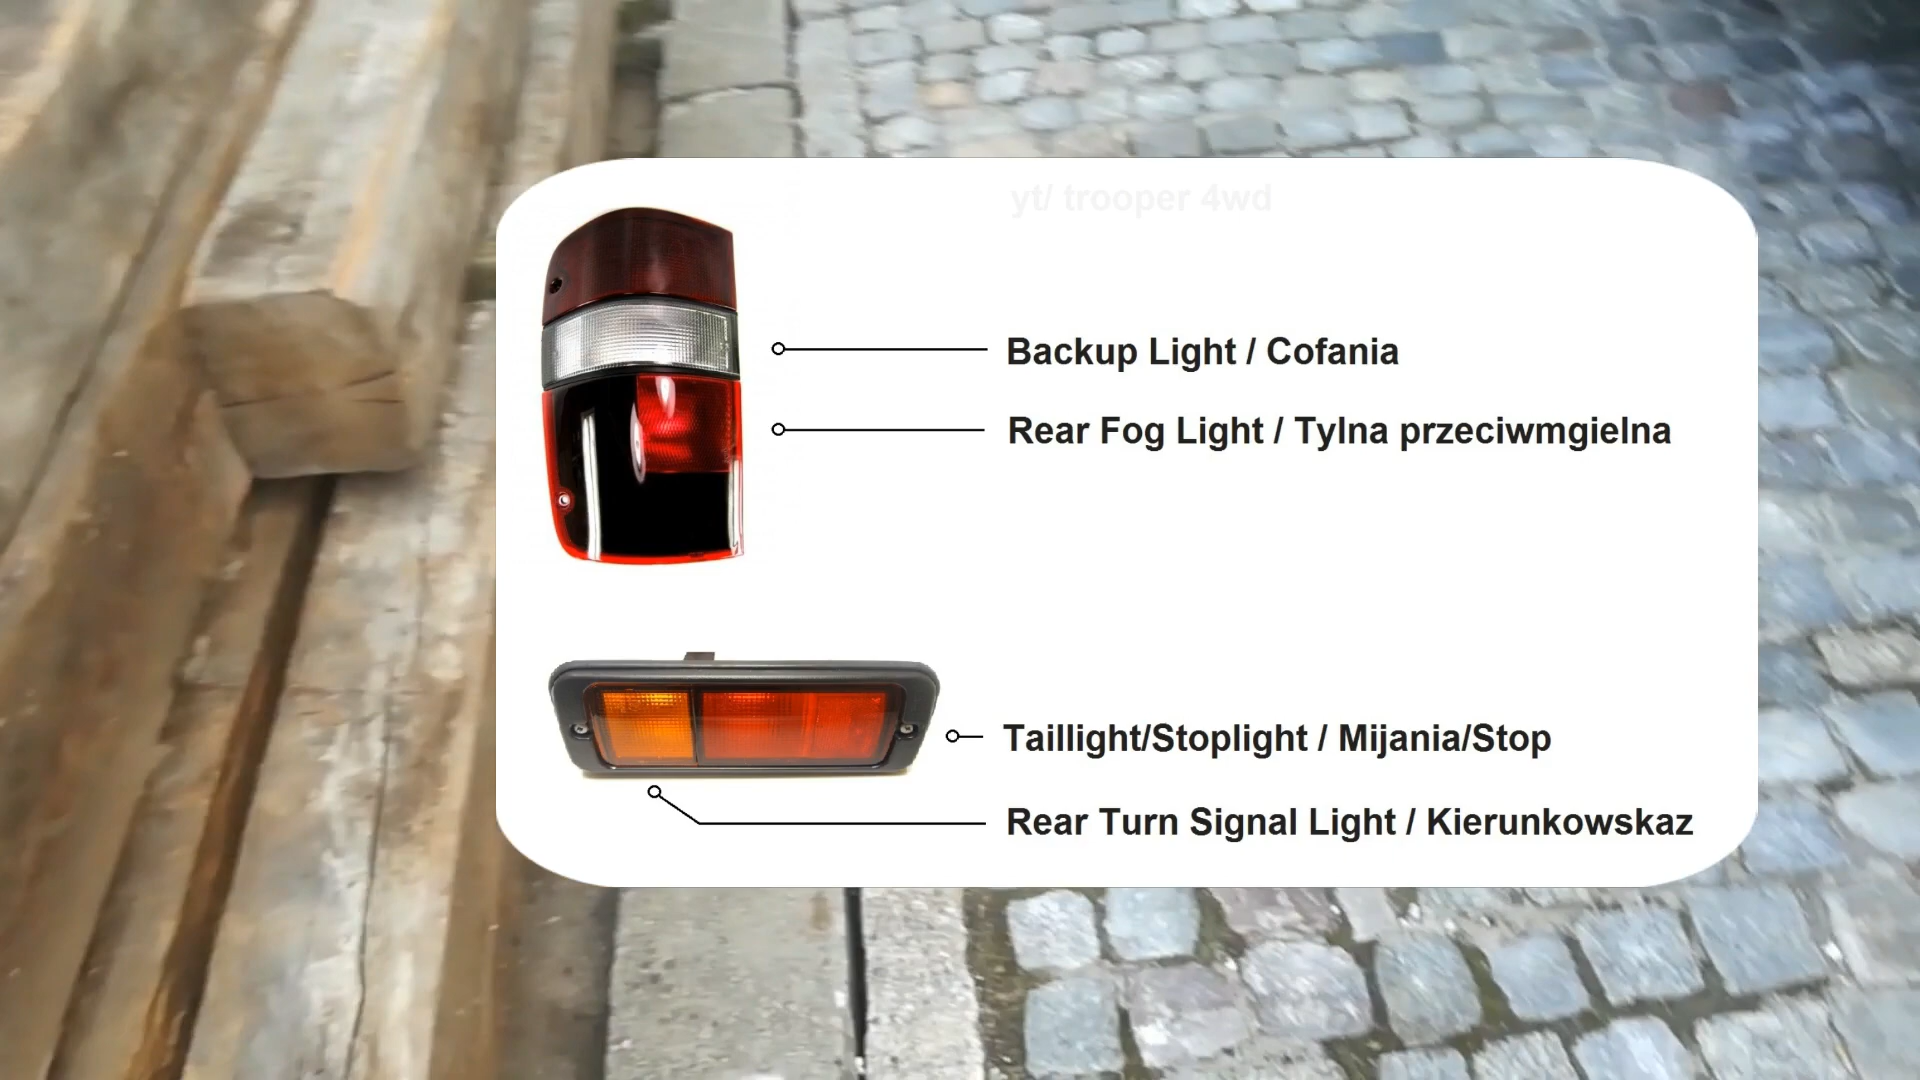 yt/ trooper 4wd
Backup Light / Cofania
Rear Fog Light / Tylna przeciwmgielna
Taillight/Stoplight / Mijania/Stop
Rear Turn Signal Light / Kierunkowskaz